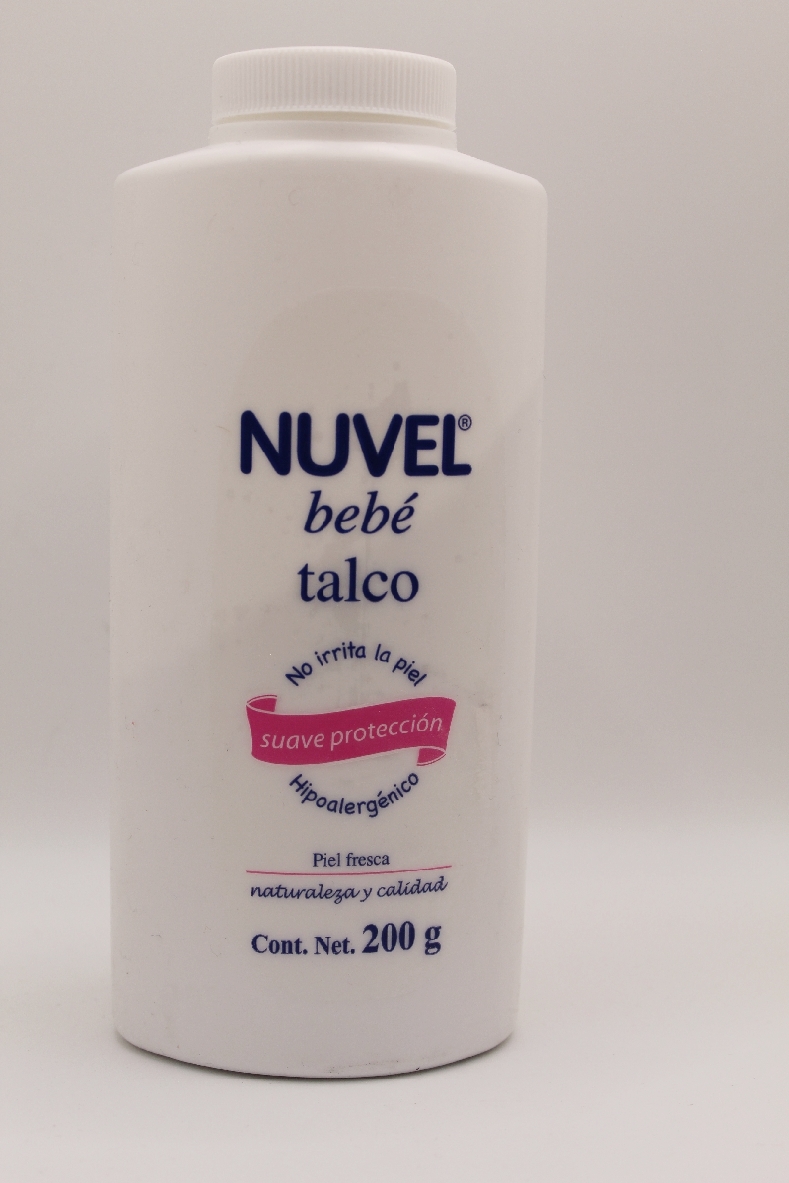 NUVEL®
bebé
talco
No irrita la piel
suave protección
Hipoalergénico
Piel fresca
naturaleza y calidad
Cont. Net. 200 g